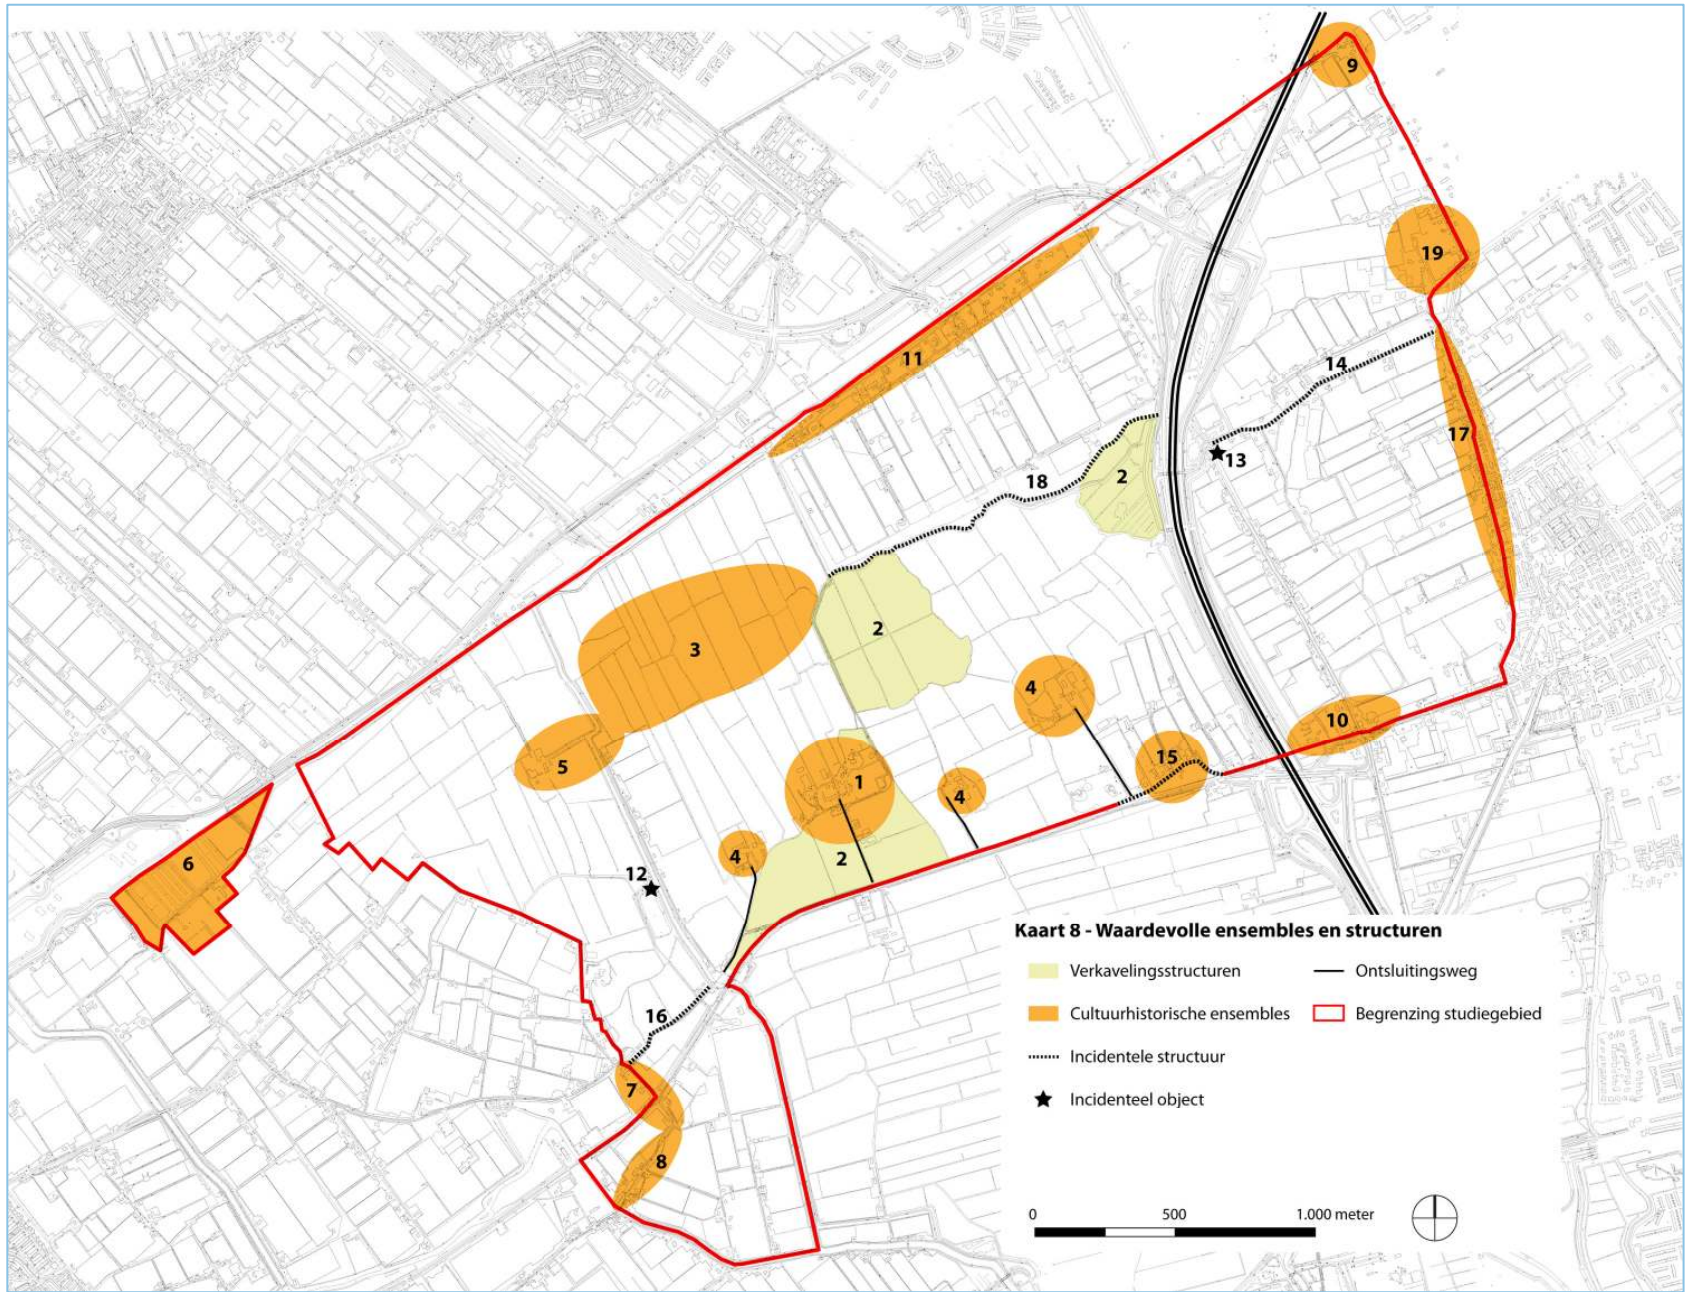 9
19
11
14
17
13
2
18
2
3
4
10
15
5
1
4
6
4
2
12
16
7
8
Kaart 8 - Waardevolle ensembles en structuren
Verkavelingsstructuren
Ontsluitingsweg
Cultuurhistorische ensembles
Begrenzing studiegebied
Incidentele structuur
Incidenteel object
0 500 1.000 meter